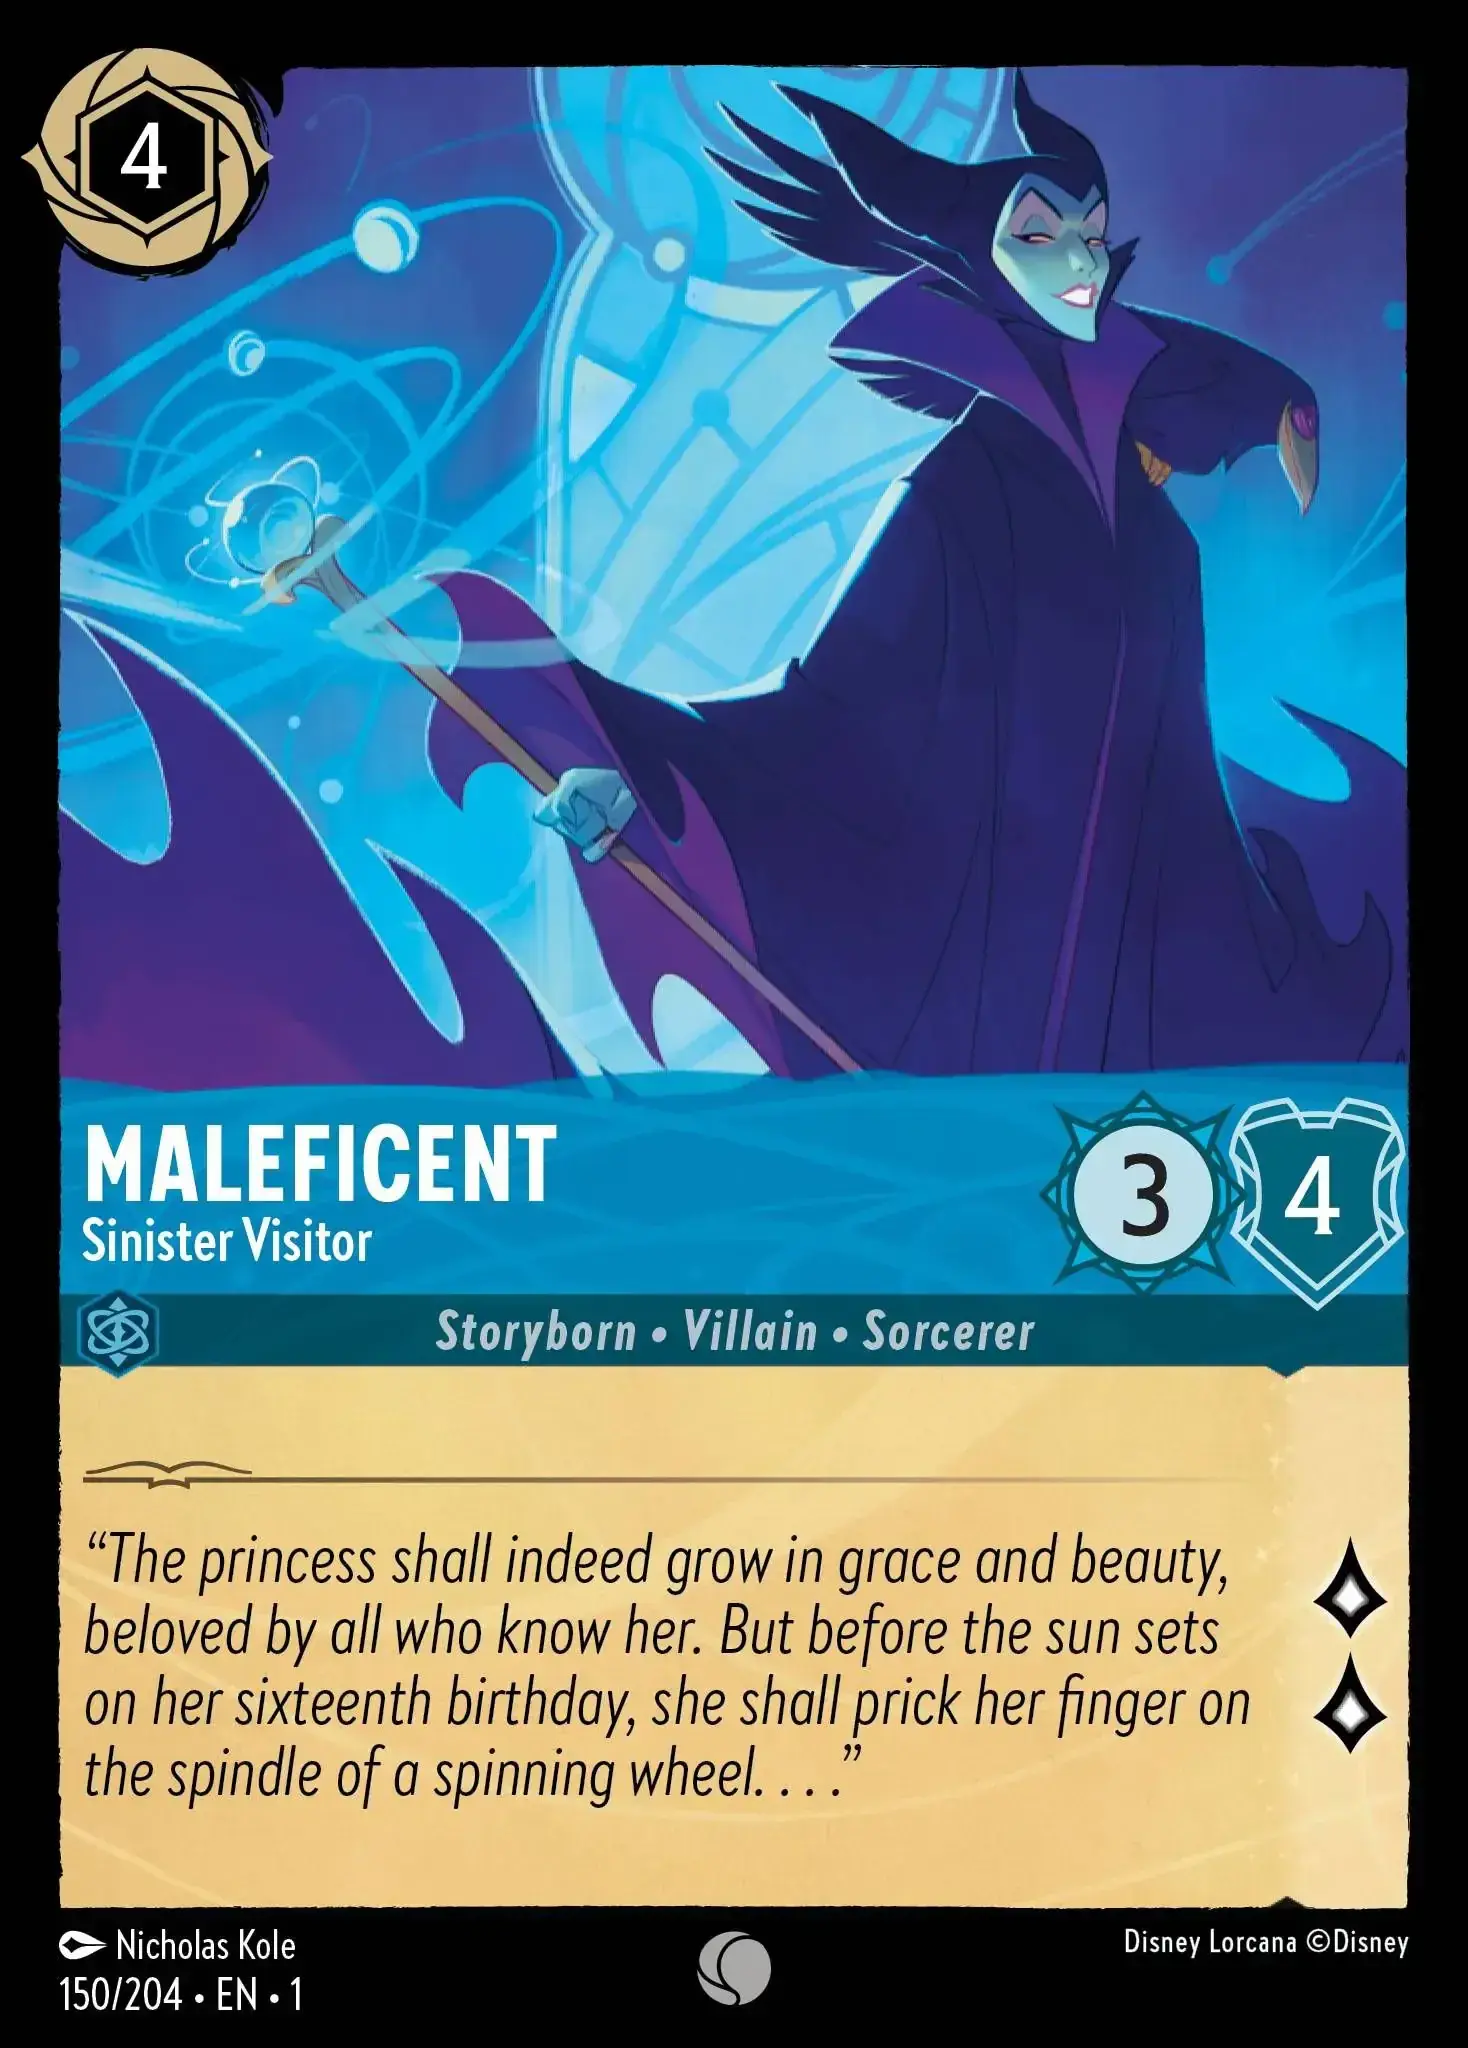 4
MALEFICENT
Sinister Visitor
3
4
Storyborn • Villain • Sorcerer
“The princess shall indeed grow in grace and beauty,
beloved by all who know her. But before the sun sets
on her sixteenth birthday, she shall prick her finger on
the spindle of a spinning wheel. . . .”
Nicholas Kole
Disney Lorcana ©Disney
150/204 • EN • 1